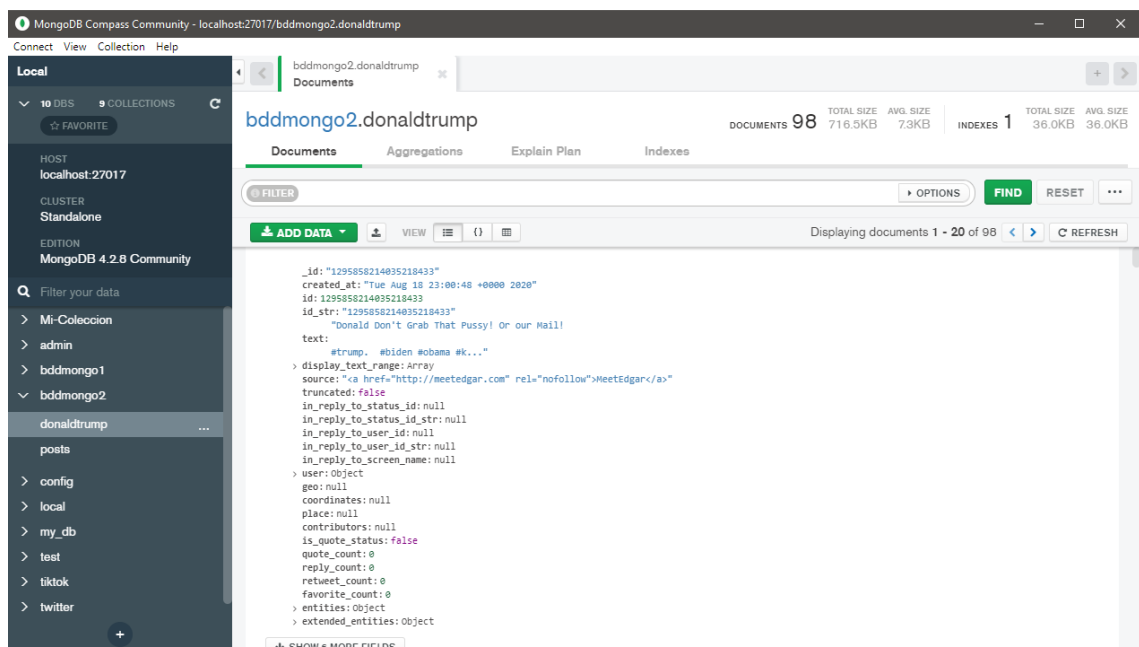 MongoDB Compass Community - localhost:27017/bddmongo2.donaldtrump
Connect View Collection Help
Local
10 DBS 9 COLLECTIONS
☆ FAVORITE
HOST
localhost:27017
CLUSTER
Standalone
EDITION
MongoDB 4.2.8 Community
Filter your data
> Mi-Coleccion
> admin
> bddmongo1
bddmongo2
donaldtrump ...
posts
> config
> local
> my_db
> test
> tiktok
> twitter
+
bddmongo2.donaldtrump
Documents
bddmongo2.donaldtrump
DOCUMENTS 98 TOTAL SIZE 716.5KB AVG. SIZE 7.3KB INDEXES 1 TOTAL SIZE 36.0KB AVG. SIZE 36.0KB
Documents Aggregations Explain Plan Indexes
FILTER OPTIONS FIND RESET ...
ADD DATA VIEW {} Displaying documents 1 - 20 of 98 < > REFRESH
_id: "1295858214035218433"
created_at: "Tue Aug 18 23:00:48 +0000 2020"
id: 1295858214035218433
id_str: "1295858214035218433"
"Donald Don't Grab That Pussy! Or our Mail!
text:
#trump. #biden #obama #k..."
> display_text_range: Array
source: "<a href="http://meetedgar.com" rel="nofollow">MeetEdgar</a>"
truncated: false
in_reply_to_status_id: null
in_reply_to_status_id_str: null
in_reply_to_user_id: null
in_reply_to_user_id_str: null
in_reply_to_screen_name: null
> user: Object
geo: null
coordinates: null
place: null
contributors: null
is_quote_status: false
quote_count: 0
reply_count: 0
retweet_count: 0
favorite_count: 0
> entities: Object
> extended_entities: Object
SHOW 6 MORE FIELDS